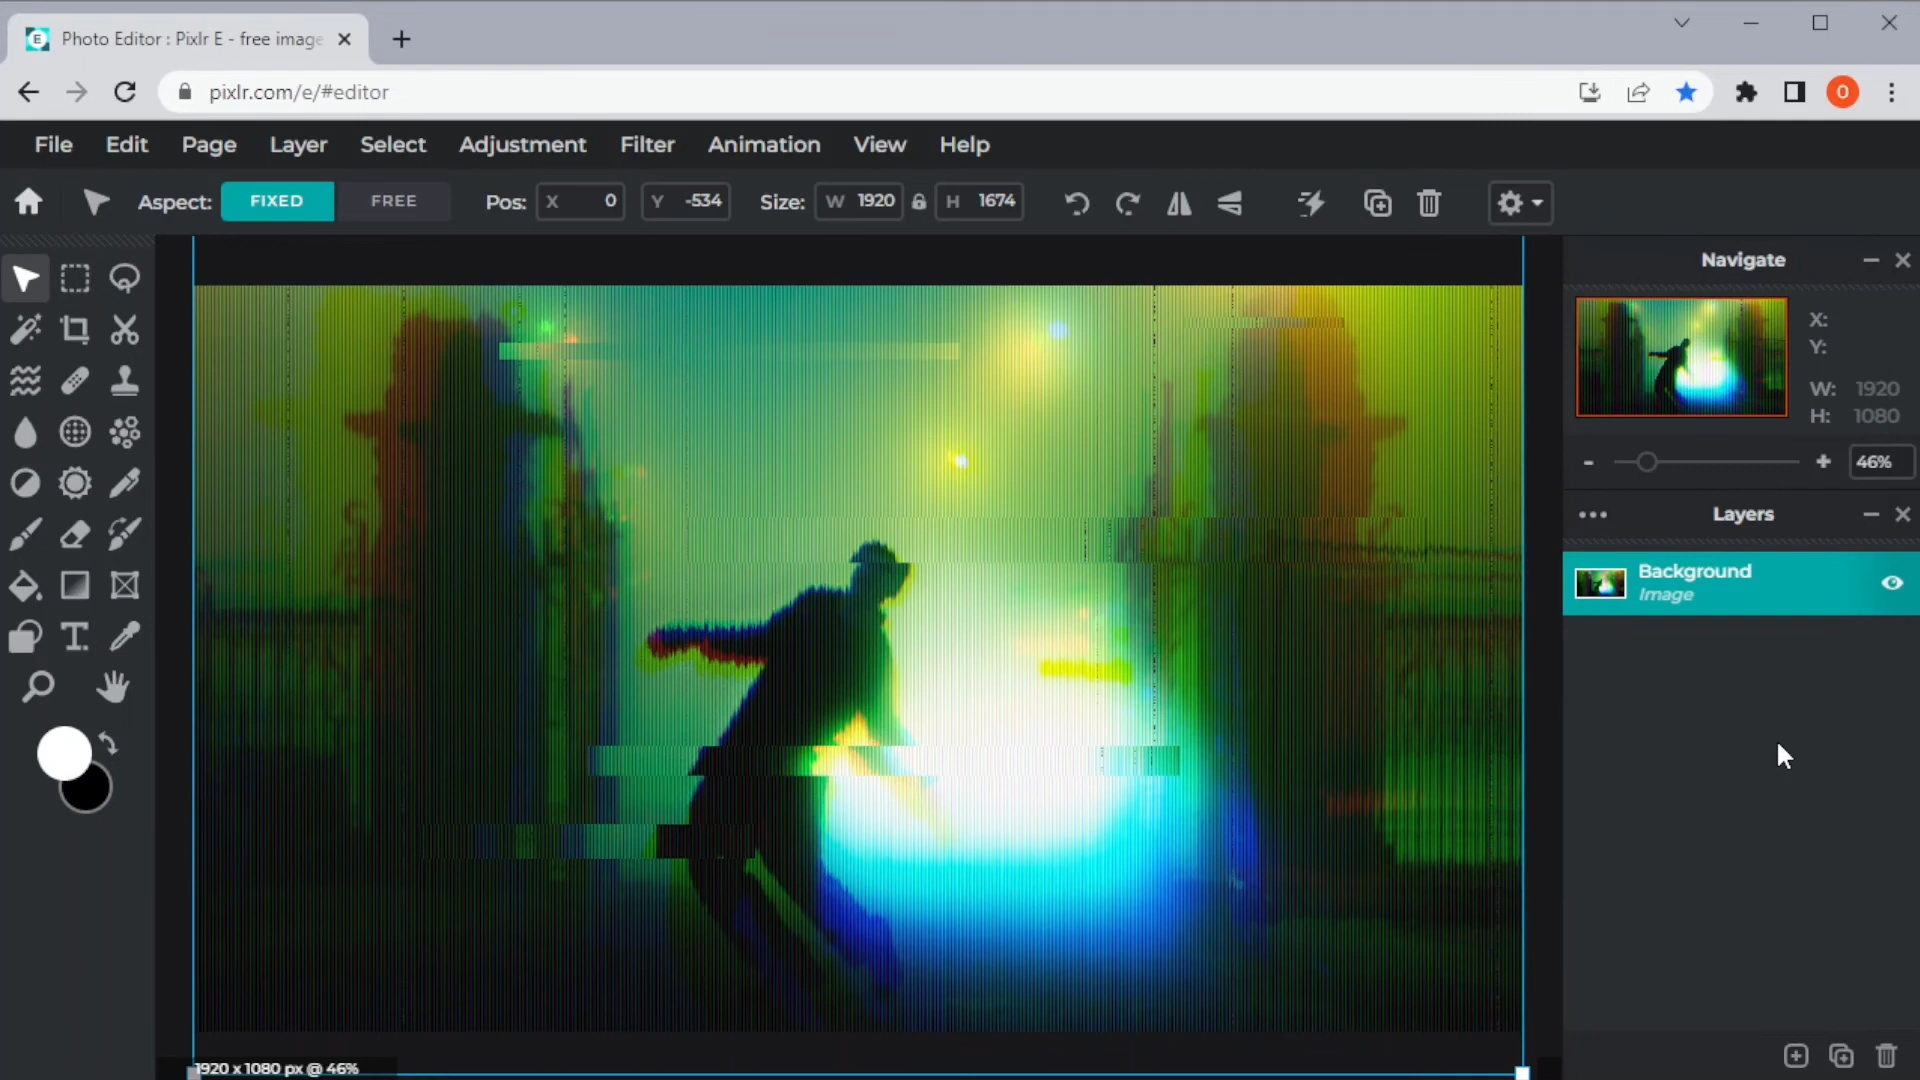 Photo Editor : Pixlr E - free image
pixlr.com/e/#editor
O
File Edit Page Layer Select Adjustment Filter Animation View Help
Aspect: FIXED FREE Pos: X 0 Y -534 Size: W 1920 H 1674
Navigate
X:
Y:
W: 1920
H: 1080
46%
Layers
Background
Image
1920 x 1080 px @ 46%